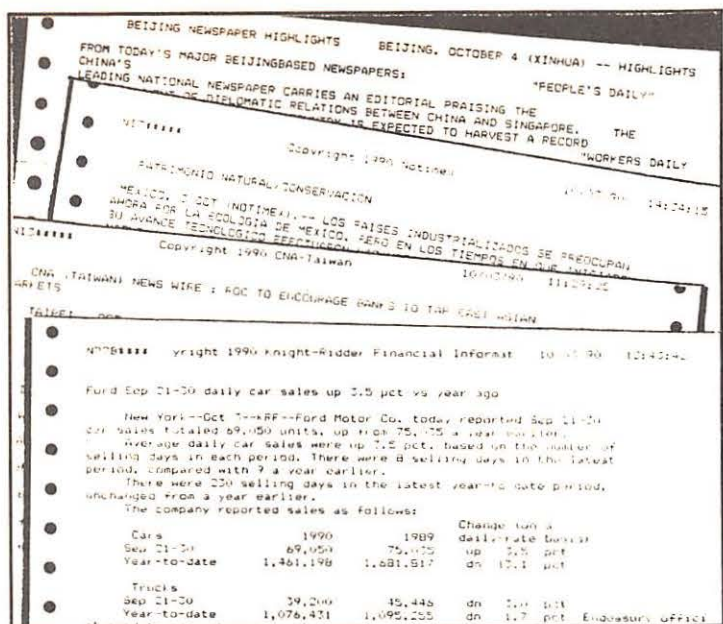 BEIJING NEWSPAPER HIGHLIGHTS BEIJING, OCTOBER 4 (XINHUA) -- HIGHLIGHTS
FROM TODAY'S MAJOR BEIJINGBASED NEWSPAPERS:
"PEOPLE'S DAILY"
CHINA'S
LEADING NATIONAL NEWSPAPER CARRIES AN EDITORIAL PRAISING THE
OF DIPLOMATIC RELATIONS BETWEEN CHINA AND SINGAPORE. THE
IS EXPECTED TO HARVEST A RECORD
"WORKERS DAILY
Copyright 1990 Notimex
PATRIMONIO NATURAL/CONSERVACION
MEXICO, OCT (NOTIMEX).-- LOS PAISES INDUSTRIALIZADOS SE PREOCUPAN
AHORA POR LA ECOLOGIA DE MEXICO, PERO EN LOS TIEMPOS EN QUE
SU AVANCE TECNOLOGICO
Copyright 1990 CNA-Taiwan
CNA (TAIWAN) NEWS WIRE : ROC TO ENCOURAGE BANKS TO TAP EAST ASIAN
ARKETS
yright 1990 Knight-Ridder Financial Informat
Ford Sep 21-30 daily car sales up 3.5 pct vs year ago
New York--Oct 3--KRF--Ford Motor Co. today reported Sep 21-30
car sales totaled 69,050 units, up from a year earlier.
Average daily car sales were up 3.5 pct, based on the number of
selling days in each period. There were 8 selling days in the latest
period, compared with 9 a year earlier.
There were 230 selling days in the latest year-to date period,
unchanged from a year earlier.
The company reported sales as follows:
Change (on a
Cars 1990 1989 daily-rate basis)
Sep 21-30 69,050 up 3.5 pct
Year-to-date 1,461,198 1,681,517 dn 13.1 pct
Trucks
Sep 21-30 39,200 45,446 dn pct
Year-to-date 1,076,431 1,095,255 dn 1.7 pct